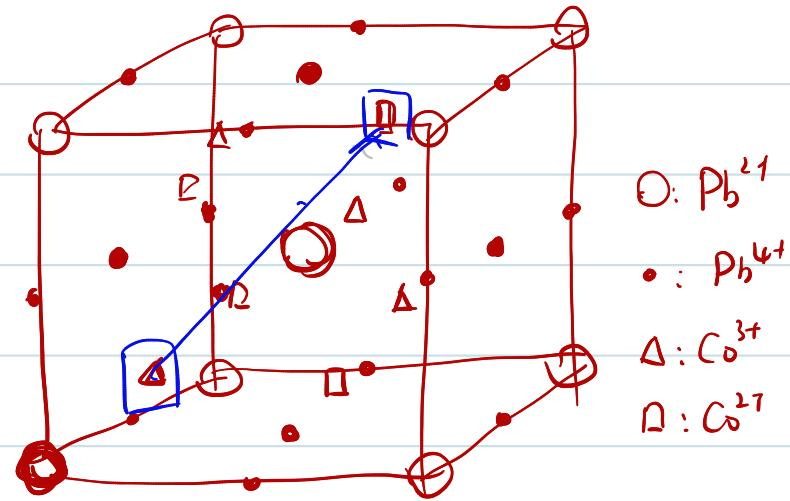 ○: Pb²⁺
•: Pb⁴⁺
Δ: Co³⁺
□: Co²⁺